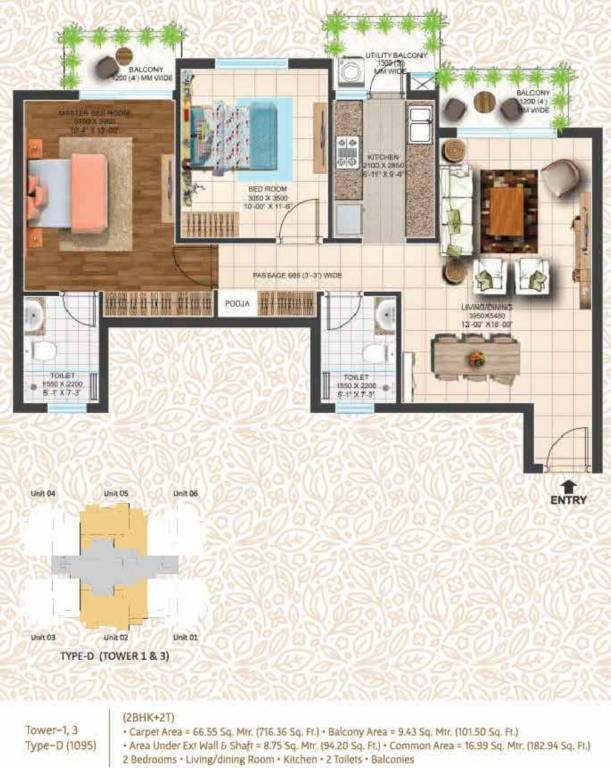 BALCONY
1200 (4') MM WIDE
UTILITY BALCONY
1500 (5')
MM WIDE
BALCONY
1200 (4')
MM WIDE
MASTER BED ROOM
10'-4" X 13'-00"
BED ROOM
3050 X 3500
10'-00" X 11'-6"
KITCHEN
2100 X 2850
6'-11" X 9'-4"
PASSAGE 985 (3'-3") WIDE
POOJA
LIVING/DINING
3950X5480
13'-00" X18'-00"
TOILET
1550 X 2200
5'-1" X 7'-3"
TOILET
1550 X 2200
5'-1" X 7'-3"
ENTRY
Unit 04 Unit 05 Unit 06
Unit 03 Unit 02 Unit 01
TYPE-D (TOWER 1 & 3)
Tower-1, 3
Type-D (1095)
(2BHK+2T)
• Carpet Area = 66.55 Sq. Mtr. (716.36 Sq. Ft.) • Balcony Area = 9.43 Mtr. (101.50 Sq. Ft.)
• Area Under Ext Wall & Shaft = 8.75 Sq. Mtr. (94.20 Sq. Ft.) • Common Area = 16.99 Sq. Mtr. (182.94 Sq. Ft.)
2 Bedrooms • Living/dining Room • Kitchen • 2 Toilets • Balconies